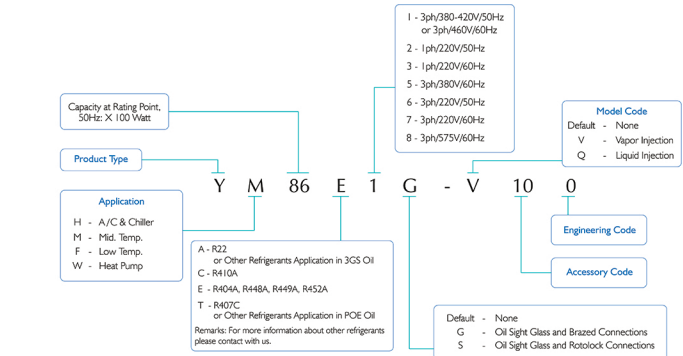 1 - 3ph/380-420V/50Hz
or 3ph/460V/60Hz
2 - 1ph/220V/50Hz
3 - 1ph/220V/60Hz
5 - 3ph/380V/60Hz
6 - 3ph/220V/50Hz
7 - 3ph/220V/60Hz
8 - 3ph/575V/60Hz
Capacity at Rating Point,
50Hz: X 100 Watt
Model Code
Default - None
V - Vapor Injection
Q - Liquid Injection
Product Type
Y M 86 E 1 G - V 10 0
Application
H - A/C & Chiller
M - Mid. Temp.
F - Low Temp.
W - Heat Pump
A - R22
or Other Refrigerants Application in 3GS Oil
C - R410A
E - R404A, R448A, R449A, R452A
T - R407C
or Other Refrigerants Application in POE Oil
Remarks: For more information about other refrigerants
please contact with us.
Engineering Code
Accessory Code
Default - None
G - Oil Sight Glass and Brazed Connections
S - Oil Sight Glass and Rotolock Connections